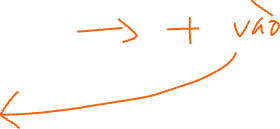 → + vào